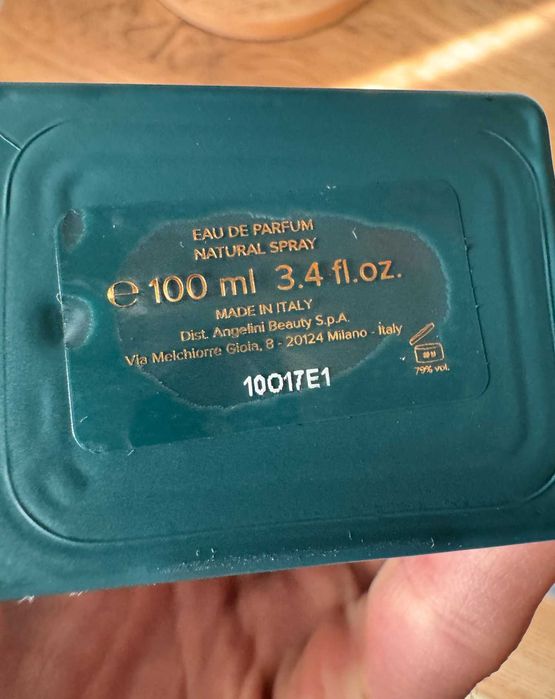 EAU DE PARFUM
NATURAL SPRAY
℮ 100 ml 3.4 fl.oz.
MADE IN ITALY
Dist. Angelini Beauty S.p.A.
Via Melchiorre Gioia, 8 - 20124 Milano - Italy
79% vol.
10O17E1